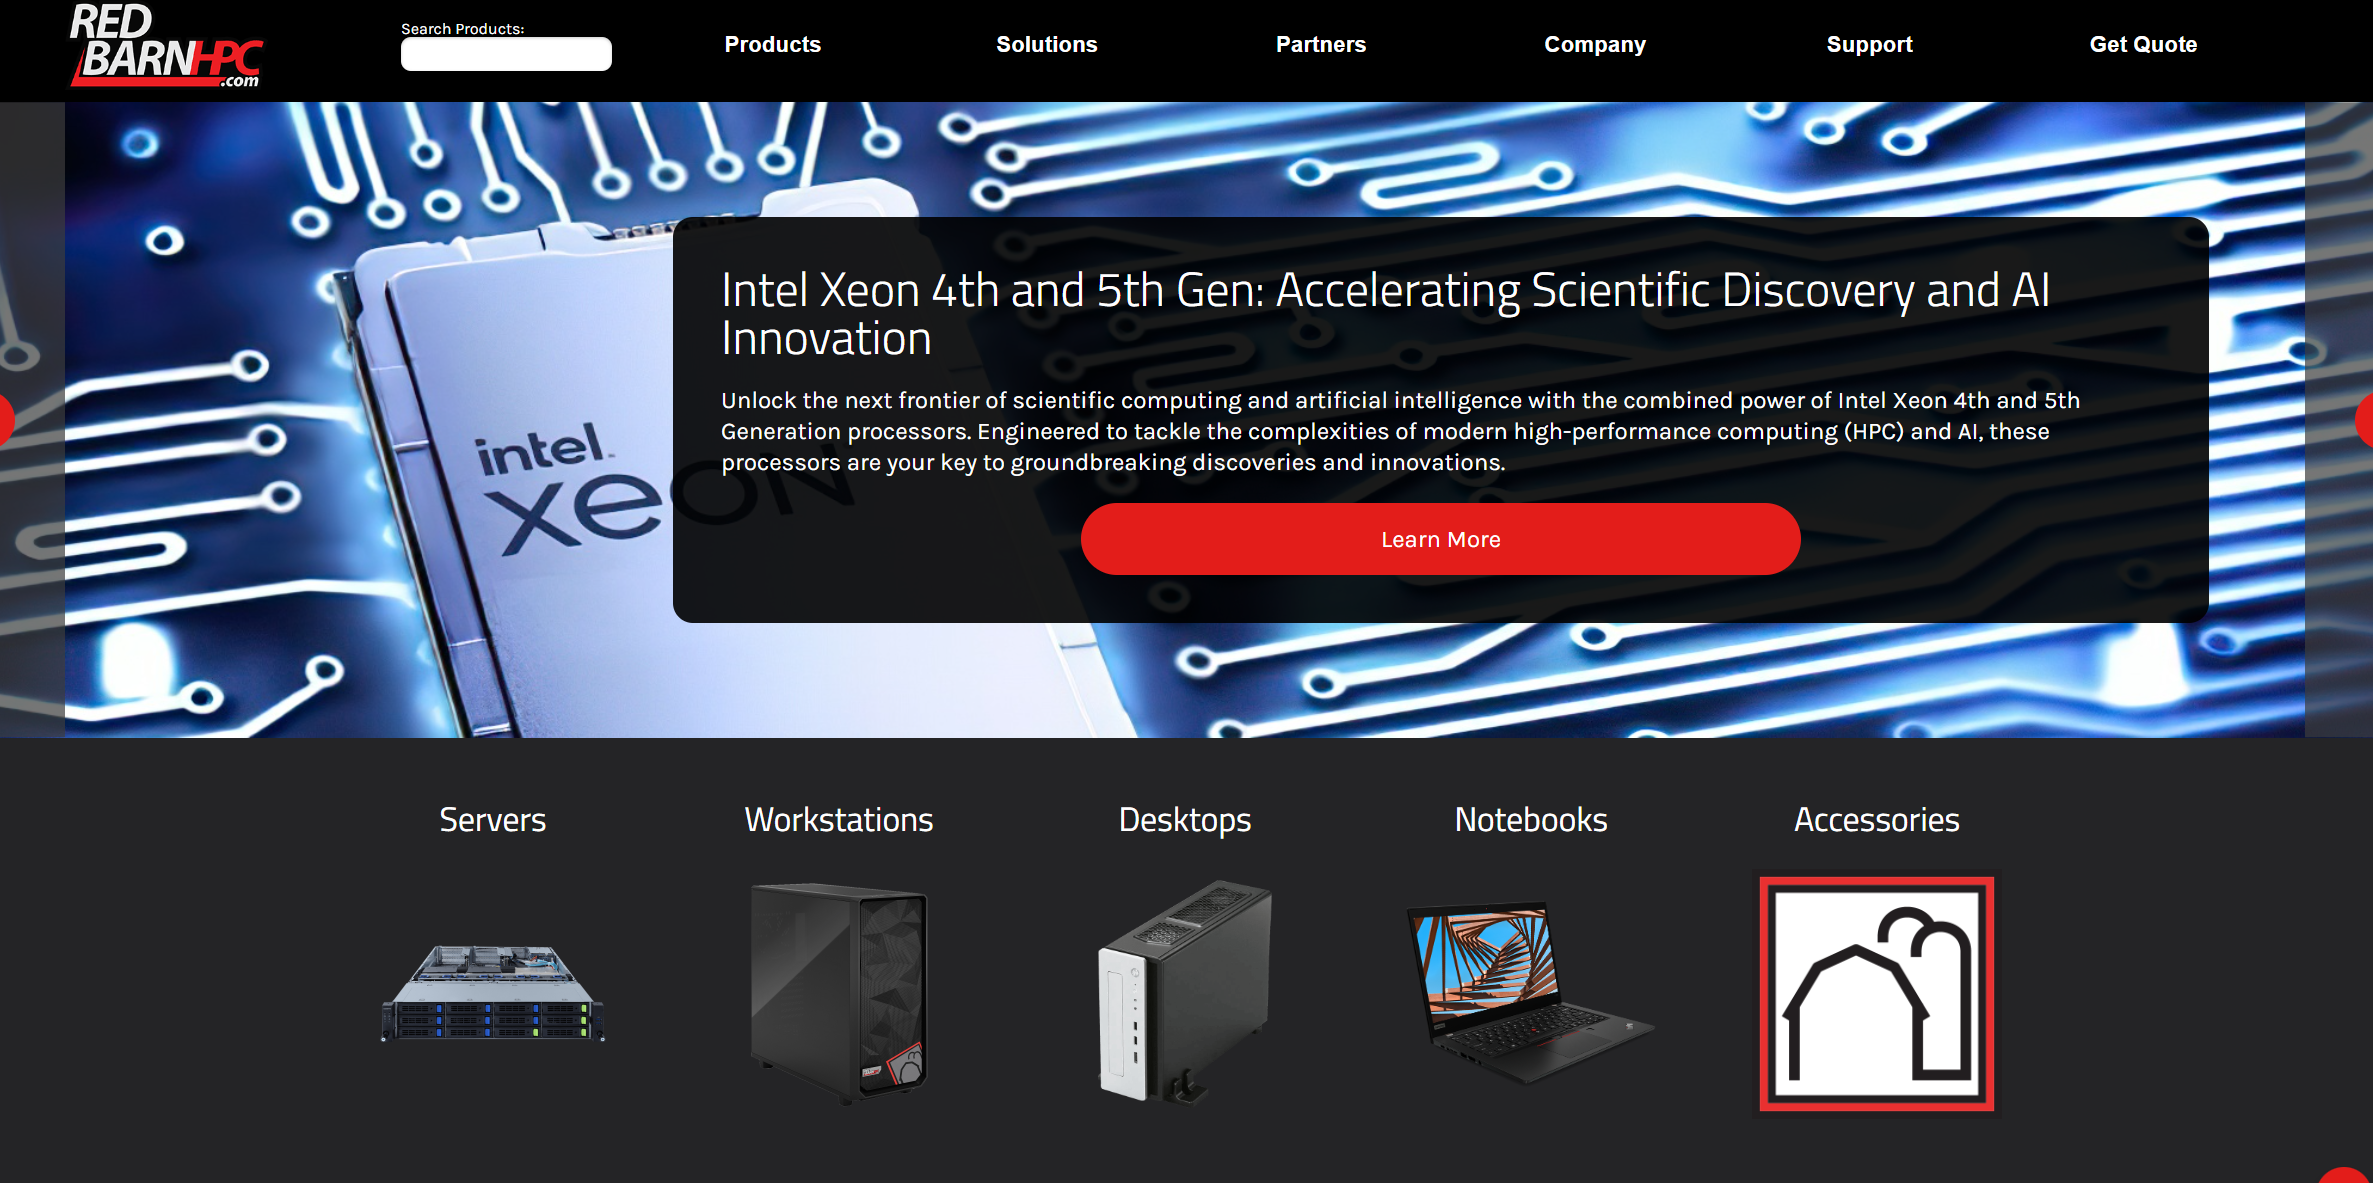 RED
BARNHPC
.com
Search Products:
Products
Solutions
Partners
Company
Support
Get Quote
intel.
xeon
Intel Xeon 4th and 5th Gen: Accelerating Scientific Discovery and AI
Innovation
Unlock the next frontier of scientific computing and artificial intelligence with the combined power of Intel Xeon 4th and 5th
Generation processors. Engineered to tackle the complexities of modern high-performance computing (HPC) and AI, these
processors are your key to groundbreaking discoveries and innovations.
Learn More
Servers
Workstations
Desktops
Notebooks
Accessories